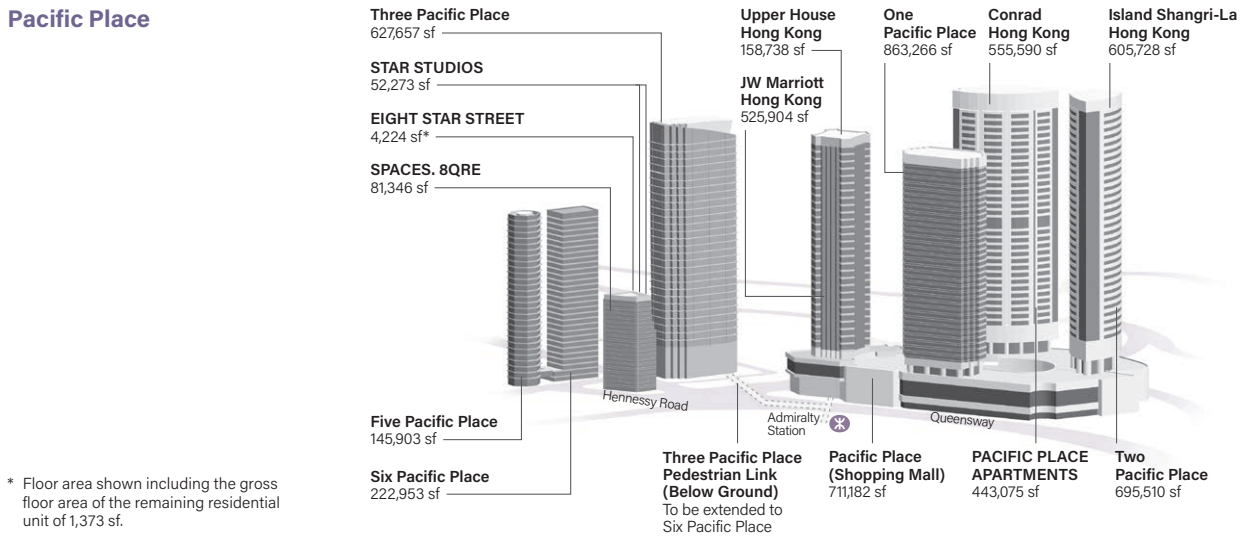 Pacific Place
Three Pacific Place
627,657 sf
STAR STUDIOS
52,273 sf
EIGHT STAR STREET
4,224 sf*
SPACES. 8QRE
81,346 sf
Upper House
Hong Kong
158,738 sf
JW Marriott
Hong Kong
525,904 sf
One
Pacific Place
863,266 sf
Conrad
Hong Kong
555,590 sf
Island Shangri-La
Hong Kong
605,728 sf
Hennessy Road
Admiralty
Station
Queensway
Five Pacific Place
145,903 sf
Six Pacific Place
222,953 sf
Three Pacific Place
Pedestrian Link
(Below Ground)
To be extended to
Six Pacific Place
Pacific Place
(Shopping Mall)
711,182 sf
PACIFIC PLACE
APARTMENTS
443,075 sf
Two
Pacific Place
695,510 sf
* Floor area shown including the gross
floor area of the remaining residential
unit of 1,373 sf.